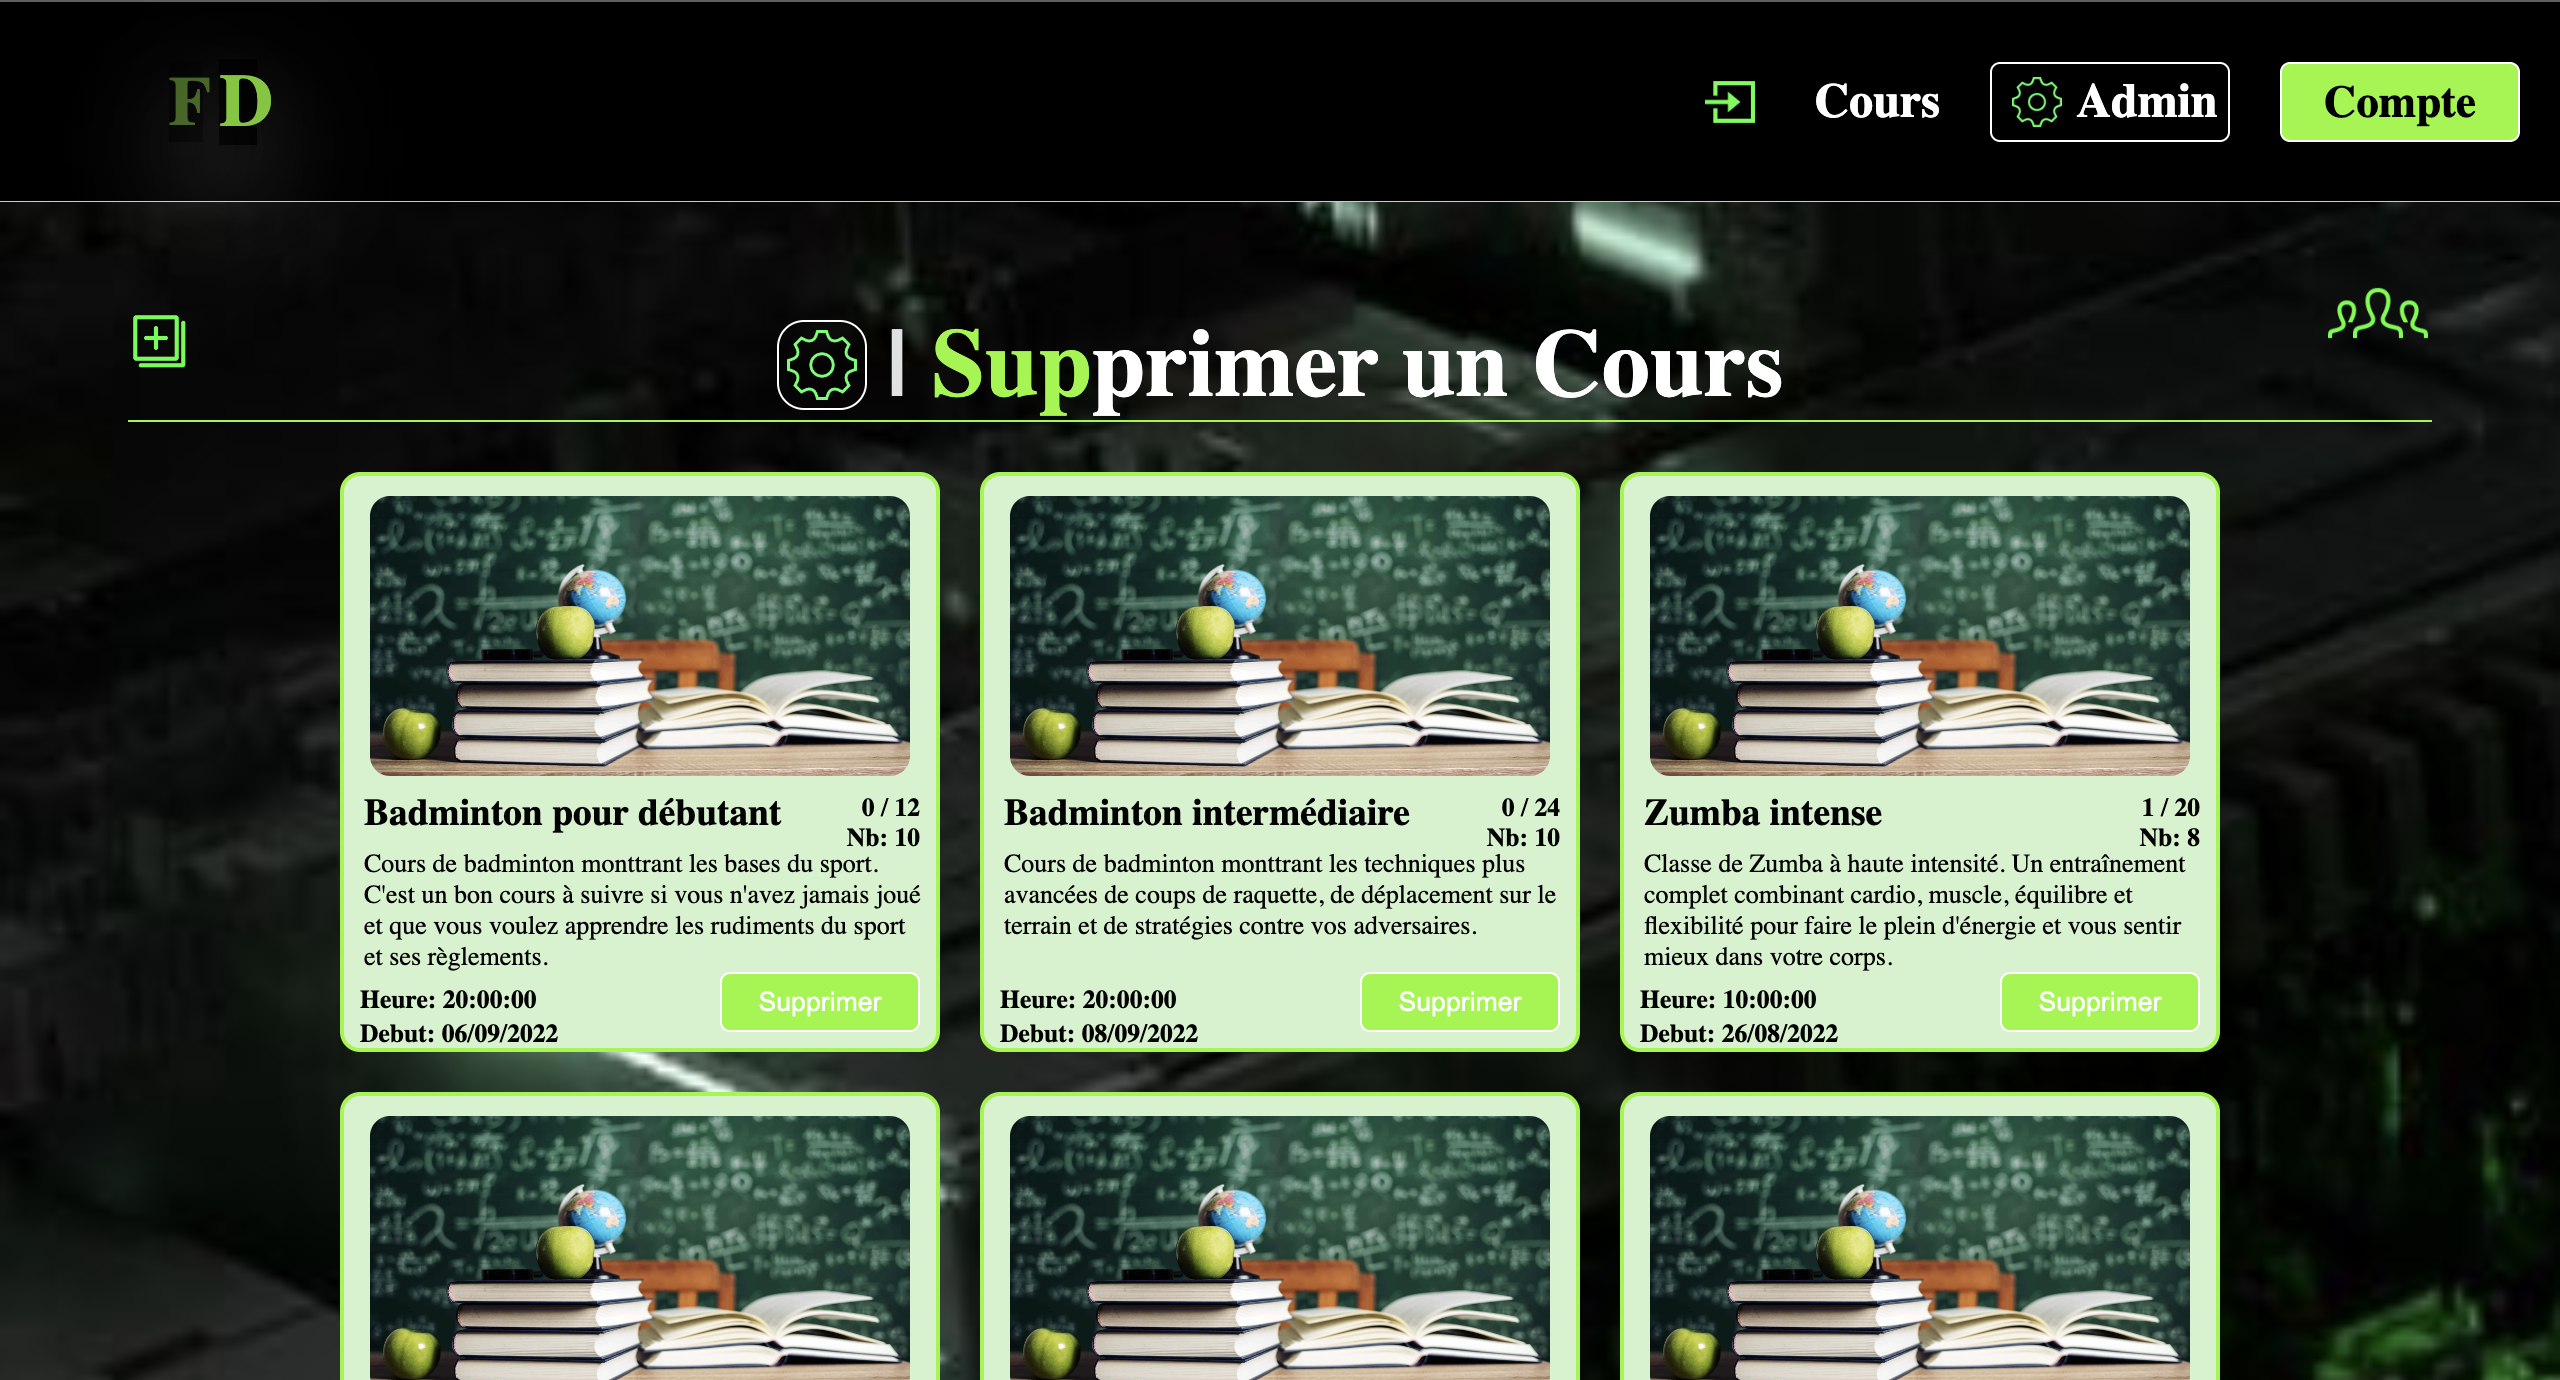 FD
Cours
Admin
Compte
| Supprimer un Cours
Badminton pour débutant
0 / 12
Nb: 10
Cours de badminton monttrant les bases du sport.
C'est un bon cours à suivre si vous n'avez jamais joué
et que vous voulez apprendre les rudiments du sport
et ses règlements.
Heure: 20:00:00
Debut: 06/09/2022
Supprimer
Badminton intermédiaire
0 / 24
Nb: 10
Cours de badminton monttrant les techniques plus
avancées de coups de raquette, de déplacement sur le
terrain et de stratégies contre vos adversaires.
Heure: 20:00:00
Debut: 08/09/2022
Supprimer
Zumba intense
1 / 20
Nb: 8
Classe de Zumba à haute intensité. Un entraînement
complet combinant cardio, muscle, équilibre et
flexibilité pour faire le plein d'énergie et vous sentir
mieux dans votre corps.
Heure: 10:00:00
Debut: 26/08/2022
Supprimer